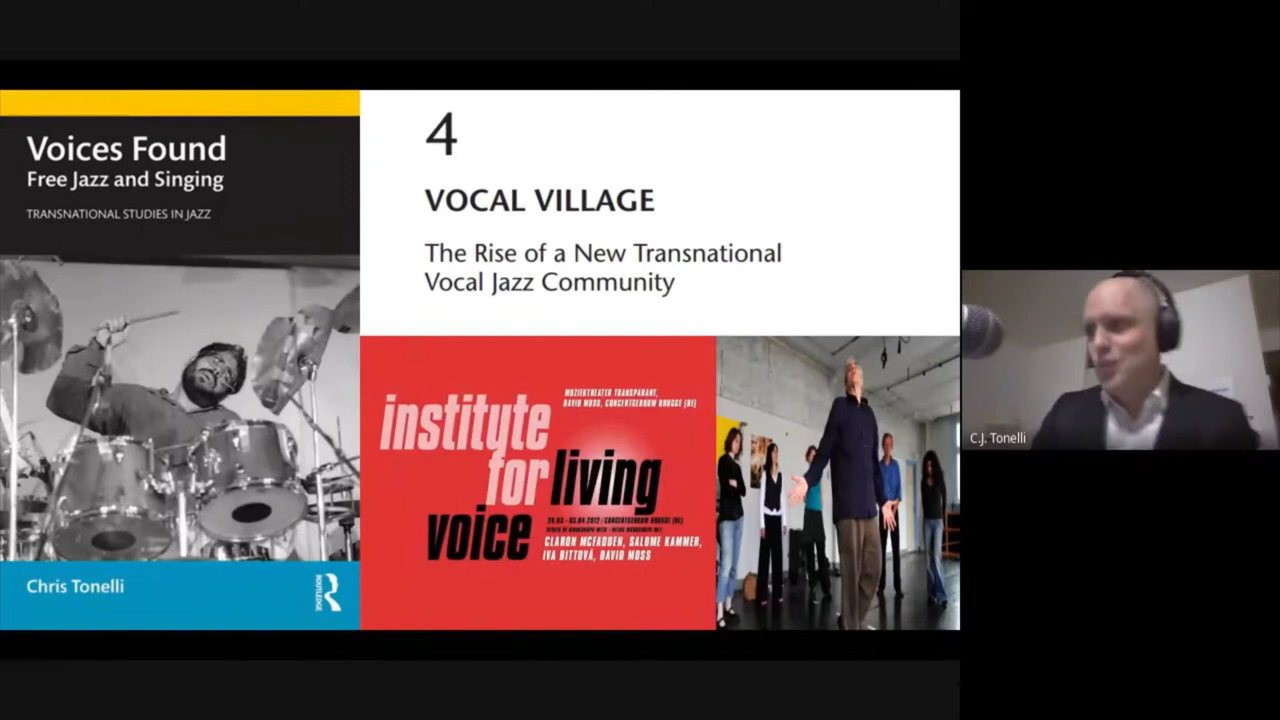 Voices Found
Free Jazz and Singing
TRANSNATIONAL STUDIES IN JAZZ
Chris Tonelli
ROUTLEDGE
4
VOCAL VILLAGE
The Rise of a New Transnational
Vocal Jazz Community
MUZIEKTHEATER TRANSPARANT,
DAVID MOSS, CONCERTGEBOUW BRUGGE (BE)
institute
for living
voice
CLARON MCFADDEN, SALOME KAMMER,
IVA BITTOVÁ, DAVID MOSS
C.J. Tonelli